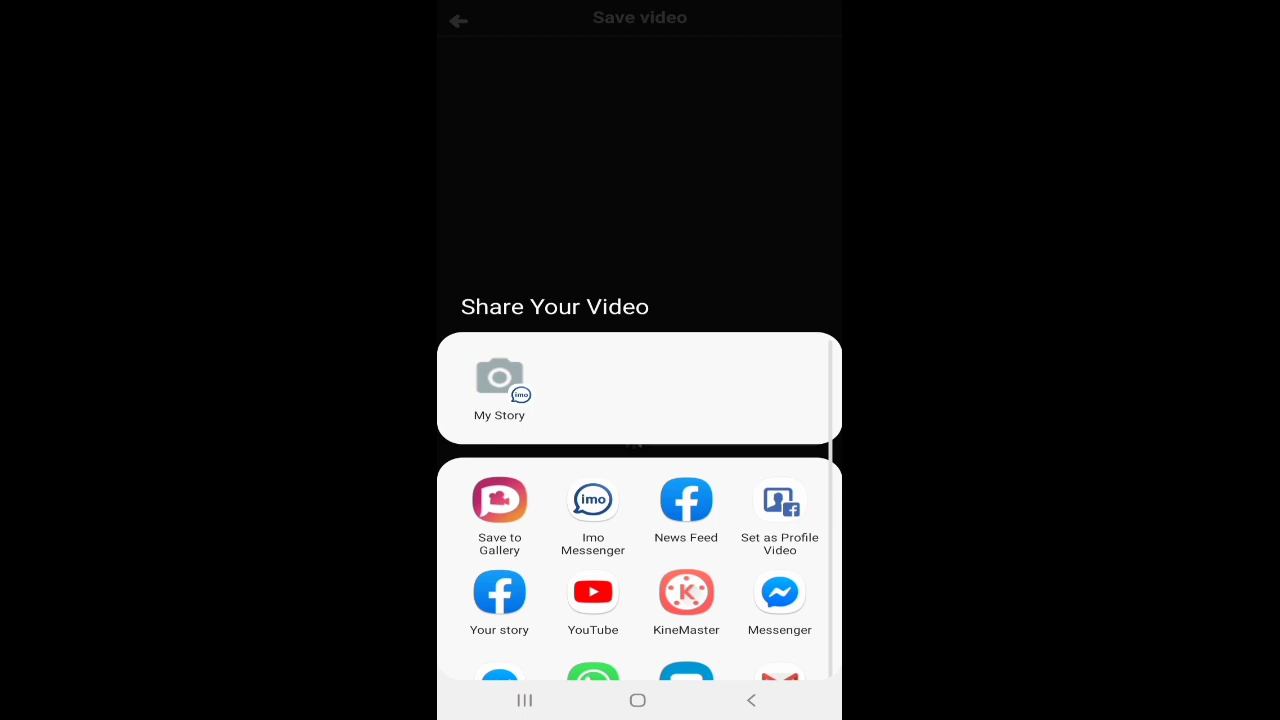 Save video
Share Your Video
imo
My Story
imo
Save to
Gallery
Imo
Messenger
News Feed
Set as Profile
Video
K
Your story
YouTube
KineMaster
Messenger